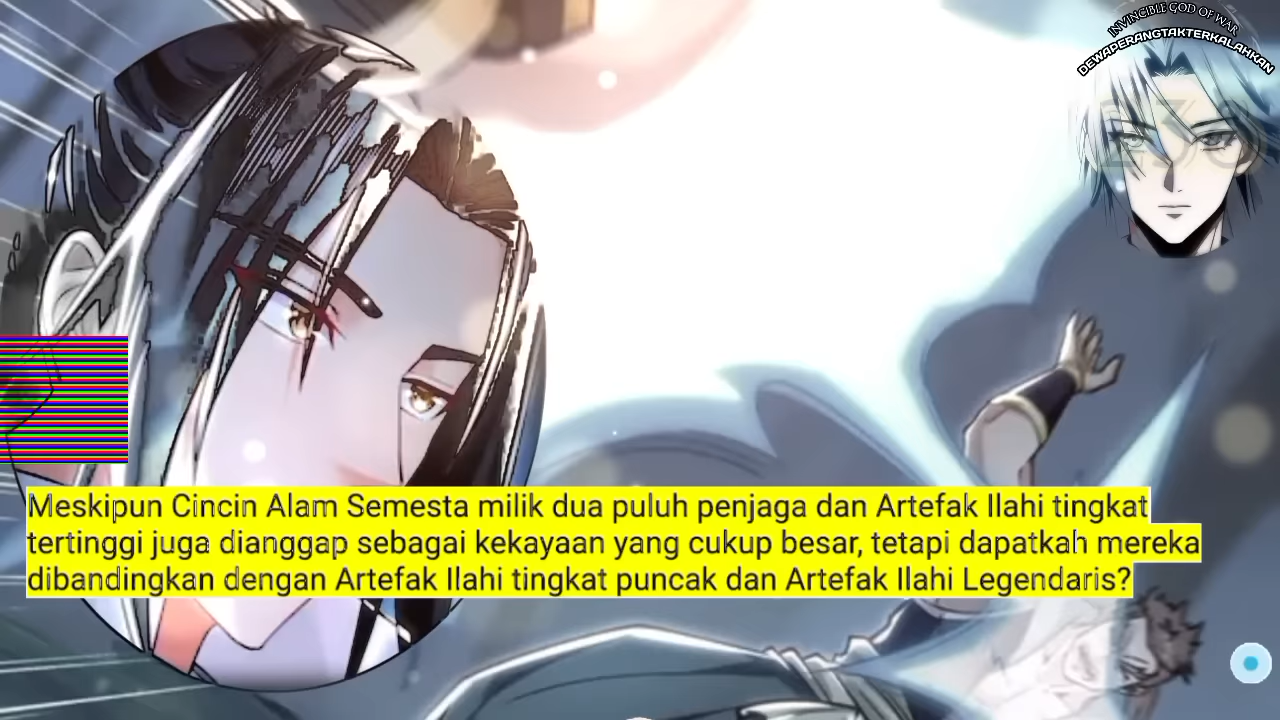 INVINCIBLE GOD OF WAR
DEWAPERANGTAKTERKALAHKAN
Meskipun Cincin Alam Semesta milik dua puluh penjaga dan Artefak Ilahi tingkat
tertinggi juga dianggap sebagai kekayaan yang cukup besar, tetapi dapatkah mereka
dibandingkan dengan Artefak Ilahi tingkat puncak dan Artefak Ilahi Legendaris?